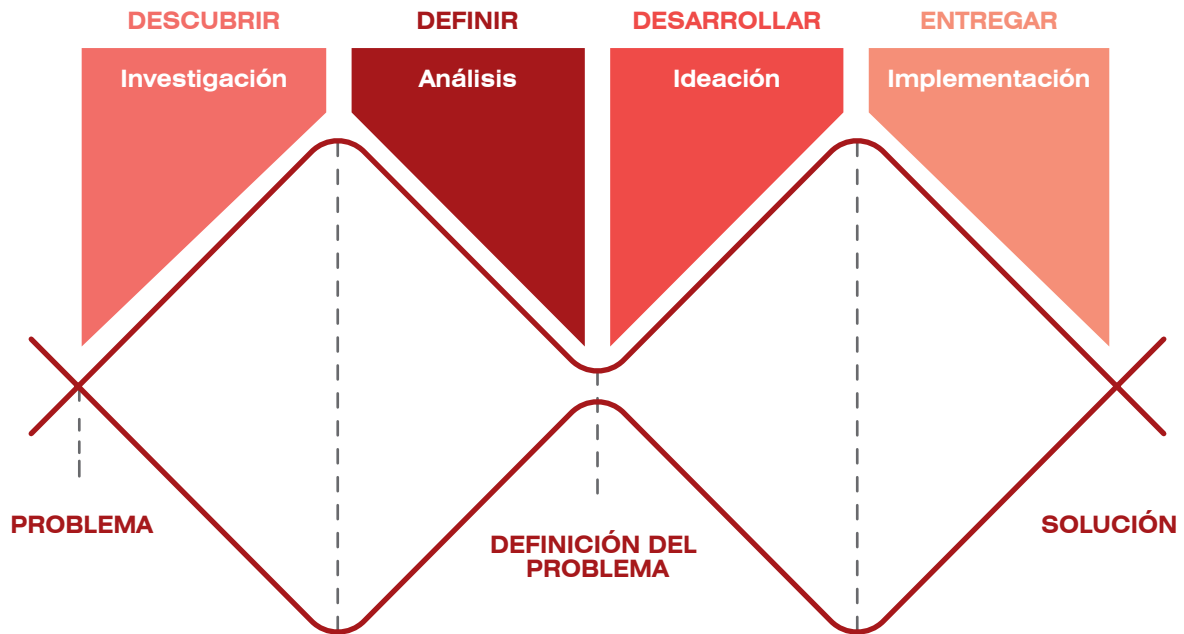 DESCUBRIR
DEFINIR
DESARROLLAR
ENTREGAR
Investigación
Análisis
Ideación
Implementación
PROBLEMA
DEFINICIÓN DEL
PROBLEMA
SOLUCIÓN